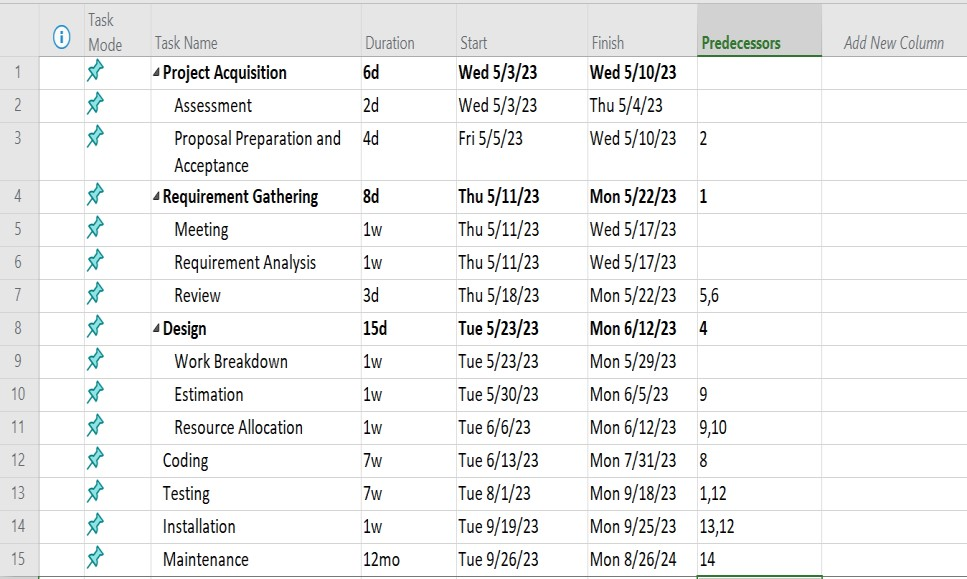 Task Mode Task Name Duration Start Finish Predecessors Add New Column
1 Project Acquisition 6d Wed 5/3/23 Wed 5/10/23
2 Assessment 2d Wed 5/3/23 Thu 5/4/23
3 Proposal Preparation and 4d Fri 5/5/23 Wed 5/10/23 2
Acceptance
4 Requirement Gathering 8d Thu 5/11/23 Mon 5/22/23 1
5 Meeting 1w Thu 5/11/23 Wed 5/17/23
6 Requirement Analysis 1w Thu 5/11/23 Wed 5/17/23
7 Review 3d Thu 5/18/23 Mon 5/22/23 5,6
8 Design 15d Tue 5/23/23 Mon 6/12/23 4
9 Work Breakdown 1w Tue 5/23/23 Mon 5/29/23
10 Estimation 1w Tue 5/30/23 Mon 6/5/23 9
11 Resource Allocation 1w Tue 6/6/23 Mon 6/12/23 9,10
12 Coding 7w Tue 6/13/23 Mon 7/31/23 8
13 Testing 7w Tue 8/1/23 Mon 9/18/23 1,12
14 Installation 1w Tue 9/19/23 Mon 9/25/23 13,12
15 Maintenance 12mo Tue 9/26/23 Mon 8/26/24 14